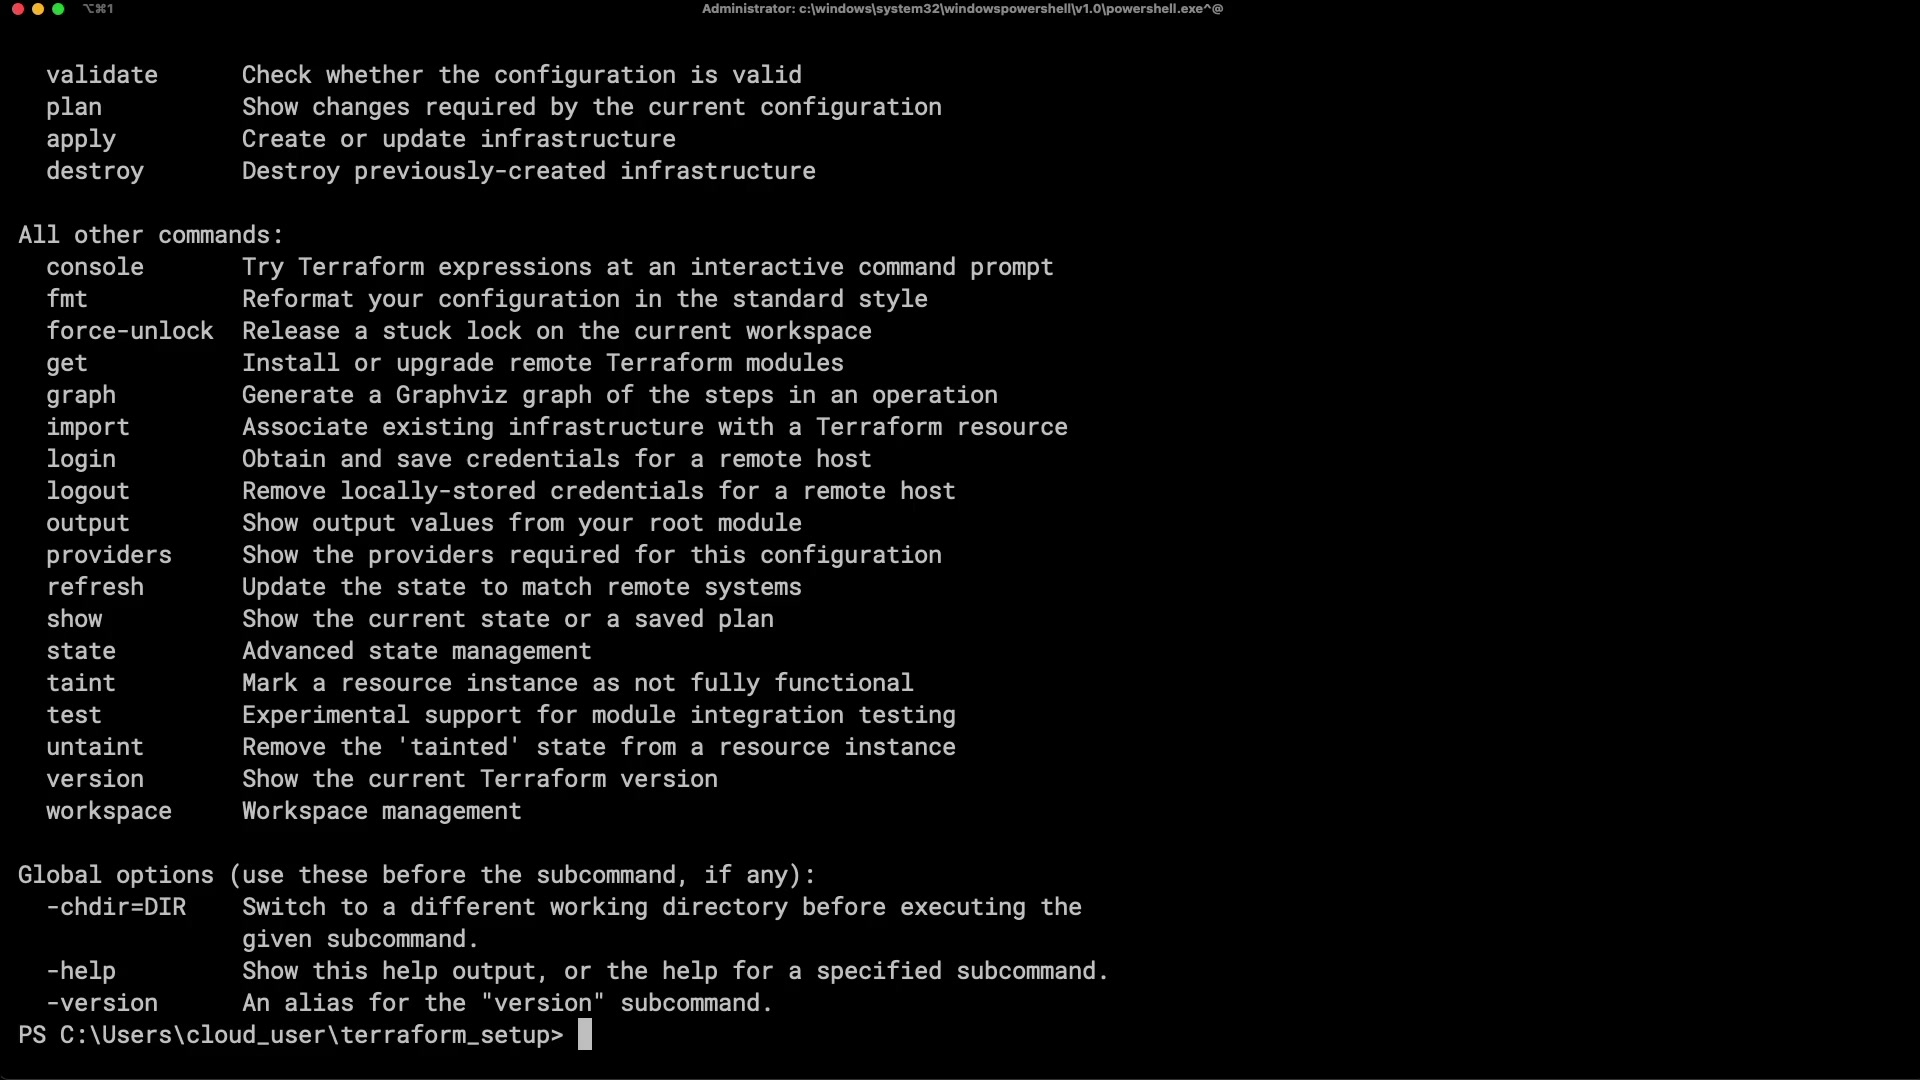 ⌥⌘1
Administrator: c:\windows\system32\windowspowershell\v1.0\powershell.exe^@
validate Check whether the configuration is valid
plan Show changes required by the current configuration
apply Create or update infrastructure
destroy Destroy previously-created infrastructure
All other commands:
console Try Terraform expressions at an interactive command prompt
fmt Reformat your configuration in the standard style
force-unlock Release a stuck lock on the current workspace
get Install or upgrade remote Terraform modules
graph Generate a Graphviz graph of the steps in an operation
import Associate existing infrastructure with a Terraform resource
login Obtain and save credentials for a remote host
logout Remove locally-stored credentials for a remote host
output Show output values from your root module
providers Show the providers required for this configuration
refresh Update the state to match remote systems
show Show the current state or a saved plan
state Advanced state management
taint Mark a resource instance as not fully functional
test Experimental support for module integration testing
untaint Remove the 'tainted' state from a resource instance
version Show the current Terraform version
workspace Workspace management
Global options (use these before the subcommand, if any):
-chdir=DIR Switch to a different working directory before executing the
given subcommand.
-help Show this help output, or the help for a specified subcommand.
-version An alias for the "version" subcommand.
PS C:\Users\cloud_user\terraform_setup>